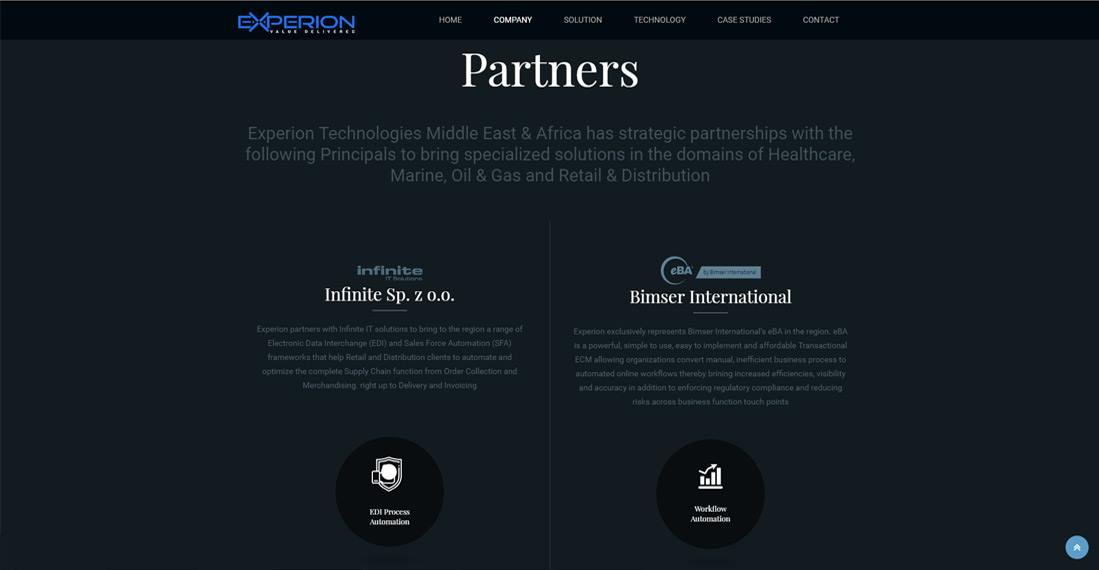 EXPERION
VALUE DELIVERED
HOME COMPANY SOLUTION TECHNOLOGY CASE STUDIES CONTACT
Partners
Experion Technologies Middle East & Africa has strategic partnerships with the
following Principals to bring specialized solutions in the domains of Healthcare,
Marine, Oil & Gas and Retail & Distribution
infinite
IT Solutions
Infinite Sp. z o.o.
Experion partners with Infinite IT solutions to bring to the region a range of
Electronic Data Interchange (EDI) and Sales Force Automation (SFA)
frameworks that help Retail and Distribution clients to automate and
optimize the complete Supply Chain function from Order Collection and
Merchandising. right up to Delivery and Invoicing
EDI Process
Automation
eBA
by Bimser International
Bimser International
Experion exclusively represents Bimser International's eBA in the region. eBA
is a powerful, simple to use, easy to implement and affordable Transactional
ECM allowing organizations convert manual, inefficient business process to
automated online workflows thereby brining increased efficiencies, visibility
and accuracy in addition to enforcing regulatory compliance and reducing
risks across business function touch points
Workflow
Automation